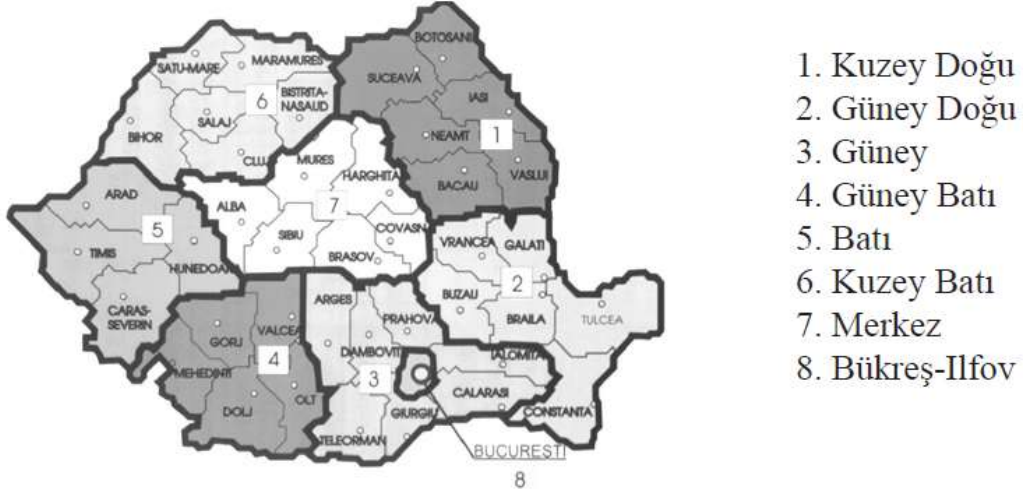 BOTOSANI
SUCEAVA
SATU-MARE
MARAMURES
BISTRITA-
NASAUD
6
IASI
SALAJ
BIHOR
NEAMT
1
CLUJ
MURES
HARGHITA
BACAU
VASLUI
ARAD
ALBA
7
5
COVASN
SIBIU
BRASOV
VRANCEA
GALATI
TIMIS
HUNEDOAR
2
BUZAU
BRAILA
TULCEA
CARAS-
SEVERIN
ARGES
PRAHOVA
VALCEA
GORJ
DAMBOVIT
IALOMITA
4
MEHEDINTI
3
CALARASI
OLT
DOLJ
GIURGIU
CONSTANTA
TELEORMAN
BUCURESTI
8
1. Kuzey Doğu
2. Güney Doğu
3. Güney
4. Güney Batı
5. Batı
6. Kuzey Batı
7. Merkez
8. Bükreş-Ilfov